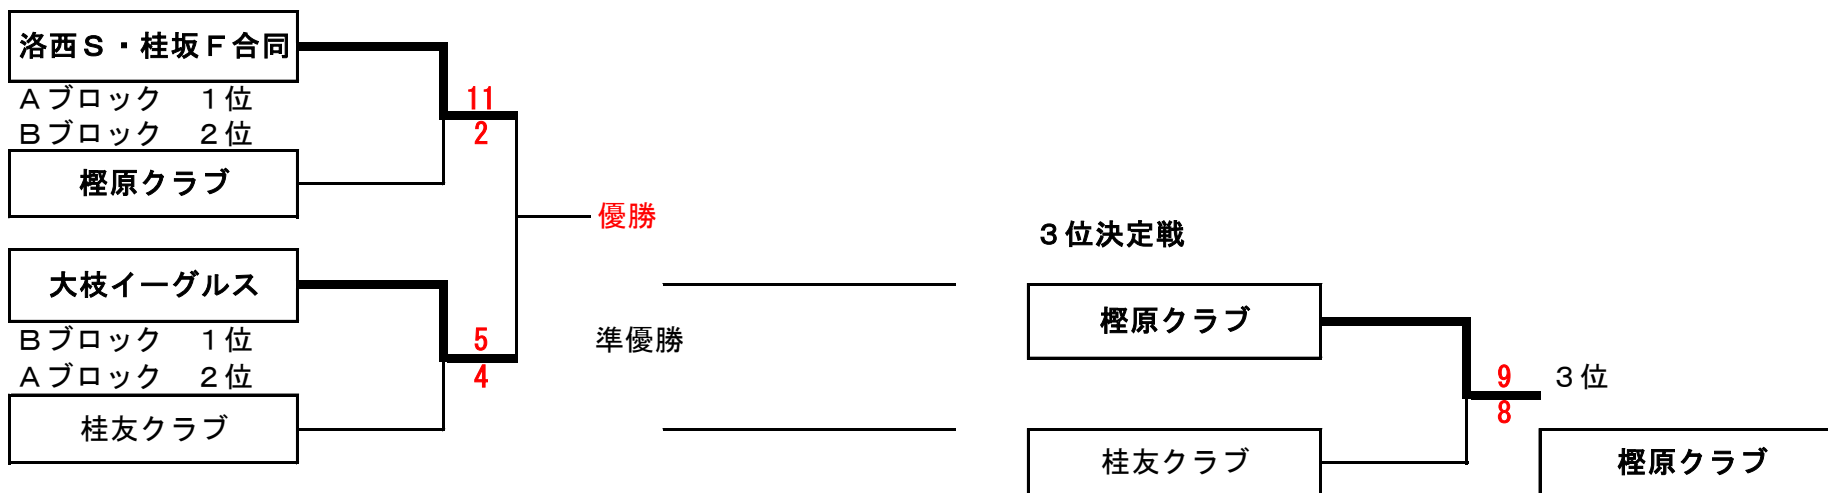 洛西Ｓ・桂坂Ｆ合同
Ａブロック　１位
11
Ｂブロック　２位
2
樫原クラブ
優勝
大枝イーグルス
Ｂブロック　１位
5
Ａブロック　２位
4
桂友クラブ
準優勝
３位決定戦
樫原クラブ
9
8
３位
桂友クラブ
樫原クラブ